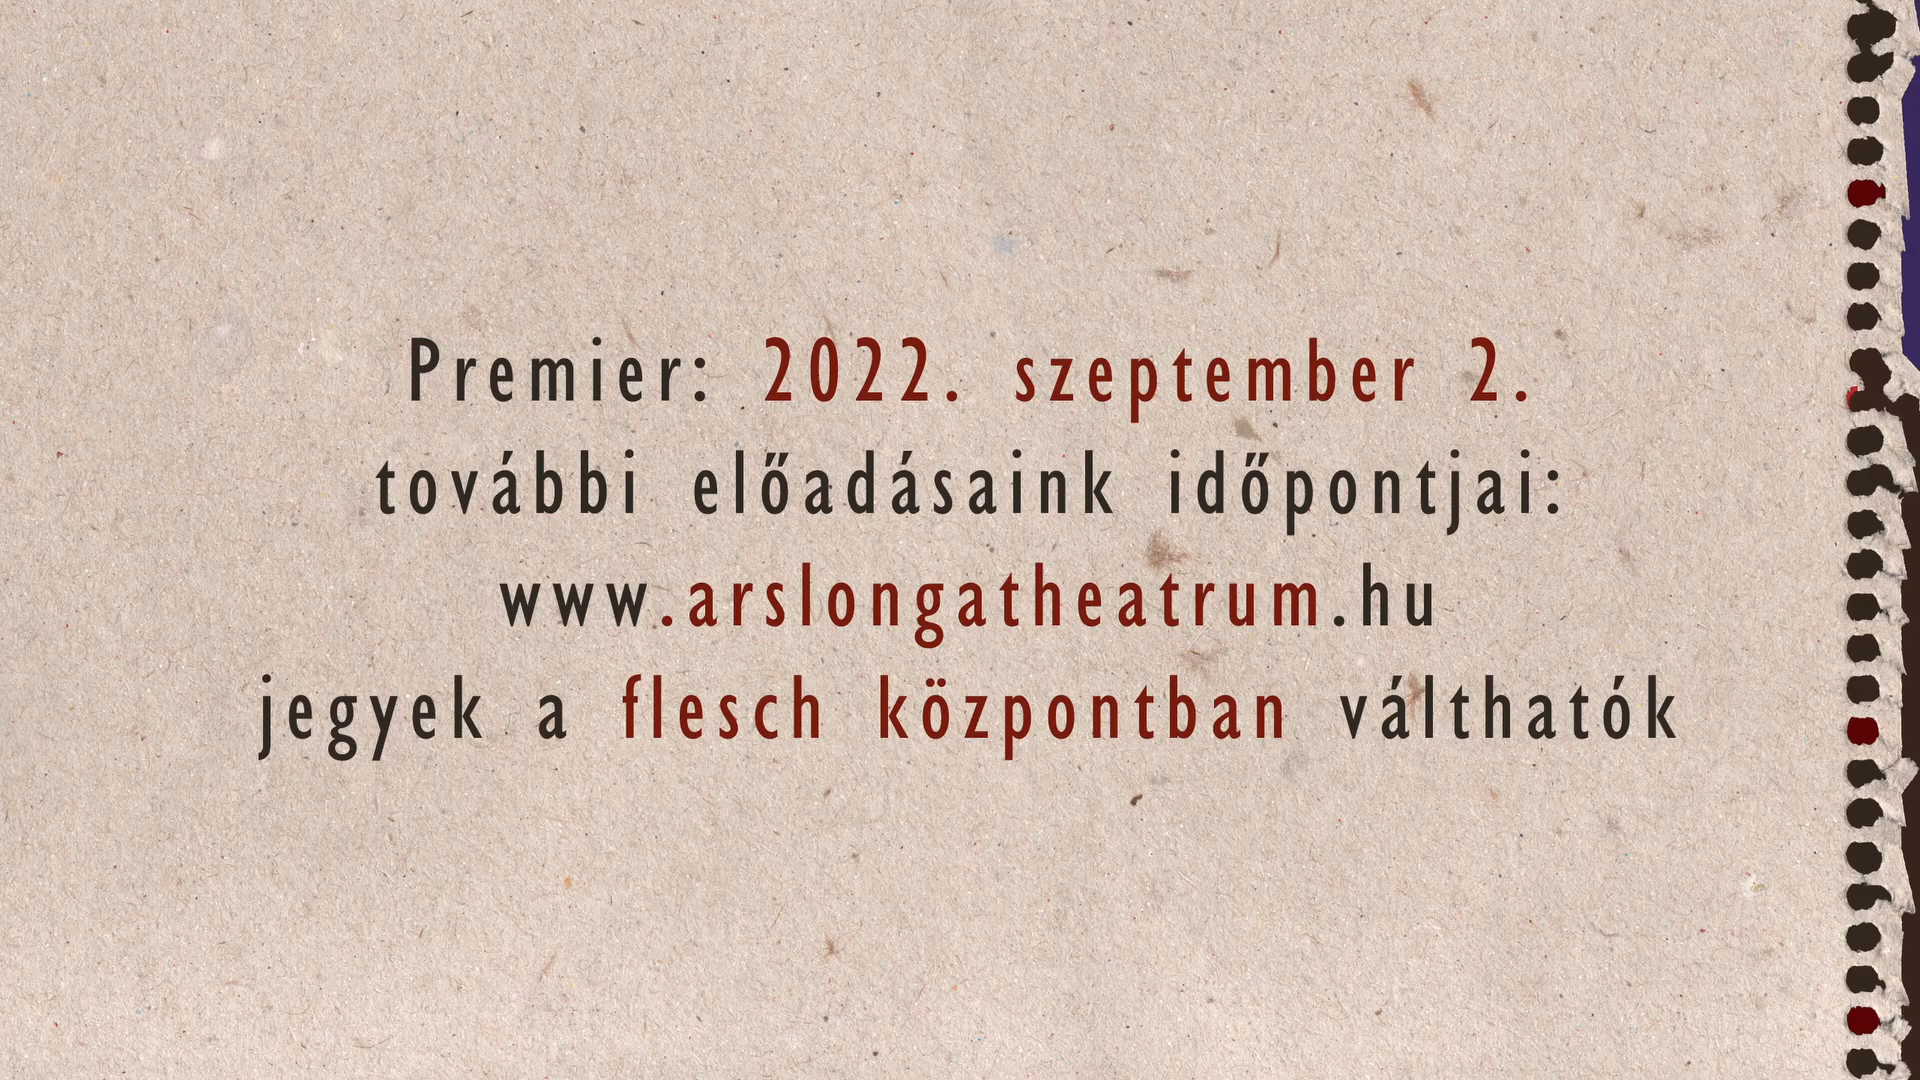 Premier: 2022. szeptember 2.
további előadásaink időpontjai:
www.arslongatheatrum.hu
jegyek a flesch központban válthatók